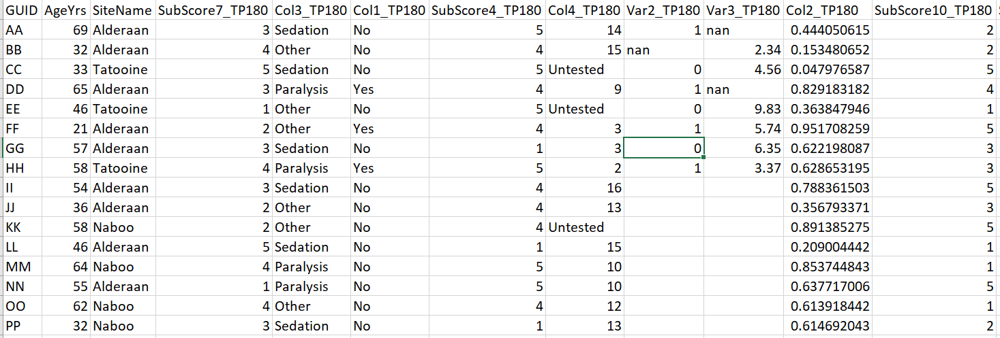 GUID AgeYrs SiteName SubScore7_TP180 Col3_TP180 Col1_TP180 SubScore4_TP180 Col4_TP180 Var2_TP180 Var3_TP180 Col2_TP180 SubScore10_TP180
AA 69 Alderaan 3 Sedation No 5 14 1 nan 0.444050615 2
BB 32 Alderaan 4 Other No 4 15 nan 2.34 0.153480652 2
CC 33 Tatooine 5 Sedation No 5 Untested 0 4.56 0.047976587 5
DD 65 Alderaan 3 Paralysis Yes 4 9 1 nan 0.829183182 4
EE 46 Tatooine 1 Other No 5 Untested 0 9.83 0.363847946 1
FF 21 Alderaan 2 Other Yes 4 3 1 5.74 0.951708259 5
GG 57 Alderaan 3 Sedation No 1 3 0 6.35 0.622198087 3
HH 58 Tatooine 4 Paralysis Yes 5 2 1 3.37 0.628653195 3
II 54 Alderaan 3 Sedation No 4 16 0.788361503 5
JJ 36 Alderaan 2 Other No 4 13 0.356793371 3
KK 58 Naboo 2 Other No 4 Untested 0.891385275 5
LL 46 Alderaan 5 Sedation No 1 15 0.209004442 1
MM 64 Naboo 4 Paralysis No 5 10 0.853744843 1
NN 55 Alderaan 1 Paralysis No 5 10 0.637717006 5
OO 62 Naboo 4 Other No 4 12 0.613918442 1
PP 32 Naboo 3 Sedation No 1 13 0.614692043 2